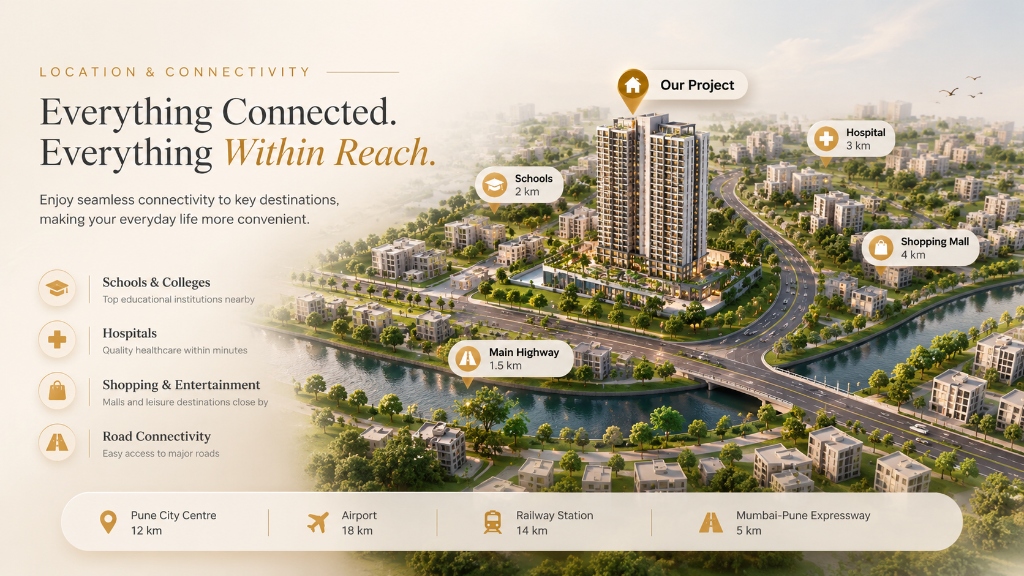 LOCATION & CONNECTIVITY
Everything Connected.
Everything Within Reach.
Enjoy seamless connectivity to key destinations,
making your everyday life more convenient.
Schools & Colleges
Top educational institutions nearby
Hospitals
Quality healthcare within minutes
Shopping & Entertainment
Malls and leisure destinations close by
Road Connectivity
Easy access to major roads
Our Project
Hospital
3 km
Schools
2 km
Shopping Mall
4 km
Main Highway
1.5 km
Pune City Centre
12 km
Airport
18 km
Railway Station
14 km
Mumbai-Pune Expressway
5 km